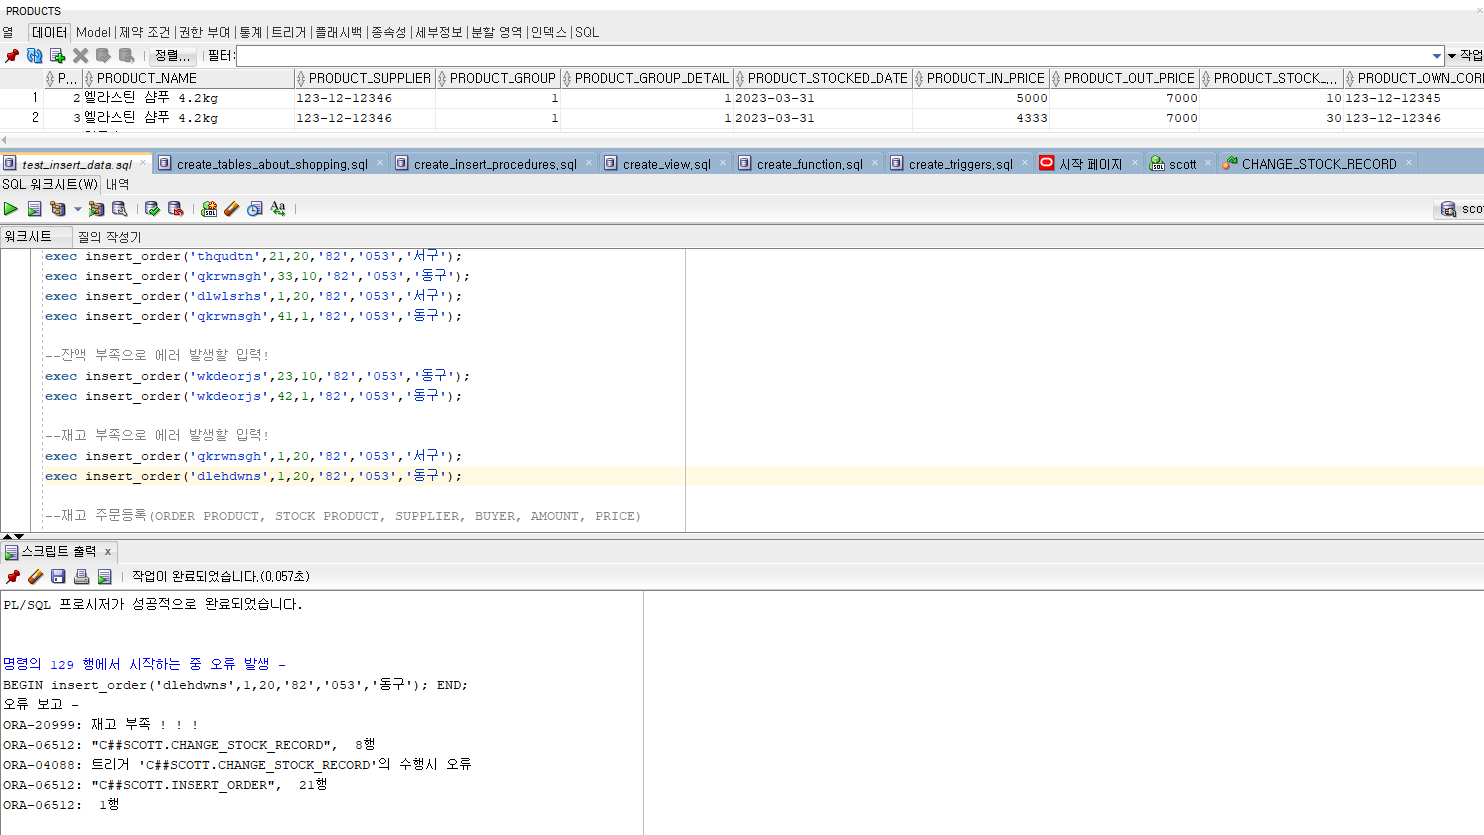 PRODUCTS
열 데이터 Model 제약 조건 권한 부여 통계 트리거 플래시백 종속성 세부정보 분할 영역 인덱스 SQL
정렬... 필터:
작업
P... PRODUCT_NAME PRODUCT_SUPPLIER PRODUCT_GROUP PRODUCT_GROUP_DETAIL PRODUCT_STOCKED_DATE PRODUCT_IN_PRICE PRODUCT_OUT_PRICE PRODUCT_STOCK_... PRODUCT_OWN_COR
1 2 엘라스틴 샴푸 4.2kg 123-12-12346 1 1 2023-03-31 5000 7000 10 123-12-12345
2 3 엘라스틴 샴푸 4.2kg 123-12-12346 1 1 2023-03-31 4333 7000 30 123-12-12346
test_insert_data.sql create_tables_about_shopping.sql create_insert_procedures.sql create_view.sql create_function.sql create_triggers.sql 시작 페이지 scott CHANGE_STOCK_RECORD
SQL 워크시트(W) 내역
sco
워크시트 질의 작성기
exec insert_order('thqudtn',21,20,'82','053','서구');
exec insert_order('qkrwnsgh',33,10,'82','053','동구');
exec insert_order('dlwlsrhs',1,20,'82','053','서구');
exec insert_order('qkrwnsgh',41,1,'82','053','동구');
--잔액 부족으로 에러 발생할 입력!
exec insert_order('wkdeorjs',23,10,'82','053','동구');
exec insert_order('wkdeorjs',42,1,'82','053','동구');
--재고 부족으로 에러 발생할 입력!
exec insert_order('qkrwnsgh',1,20,'82','053','서구');
exec insert_order('dlehdwns',1,20,'82','053','동구');
--재고 주문등록(ORDER PRODUCT, STOCK PRODUCT, SUPPLIER, BUYER, AMOUNT, PRICE)
스크립트 출력 x
작업이 완료되었습니다.(0.057초)
PL/SQL 프로시저가 성공적으로 완료되었습니다.
명령의 129 행에서 시작하는 중 오류 발생 -
BEGIN insert_order('dlehdwns',1,20,'82','053','동구'); END;
오류 보고 -
ORA-20999: 재고 부족 ! ! !
ORA-06512: "C##SCOTT.CHANGE_STOCK_RECORD", 8행
ORA-04088: 트리거 'C##SCOTT.CHANGE_STOCK_RECORD'의 수행시 오류
ORA-06512: "C##SCOTT.INSERT_ORDER", 21행
ORA-06512: 1행